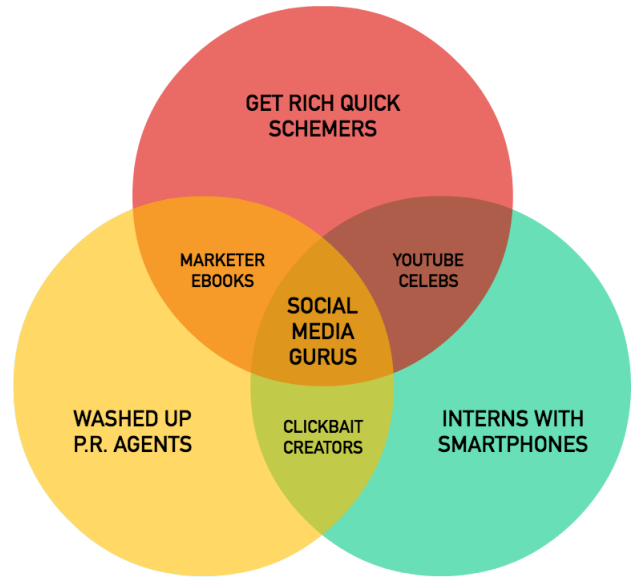 GET RICH QUICK
SCHEMERS
MARKETER
EBOOKS
YOUTUBE
CELEBS
SOCIAL
MEDIA
GURUS
WASHED UP
P.R. AGENTS
CLICKBAIT
CREATORS
INTERNS WITH
SMARTPHONES